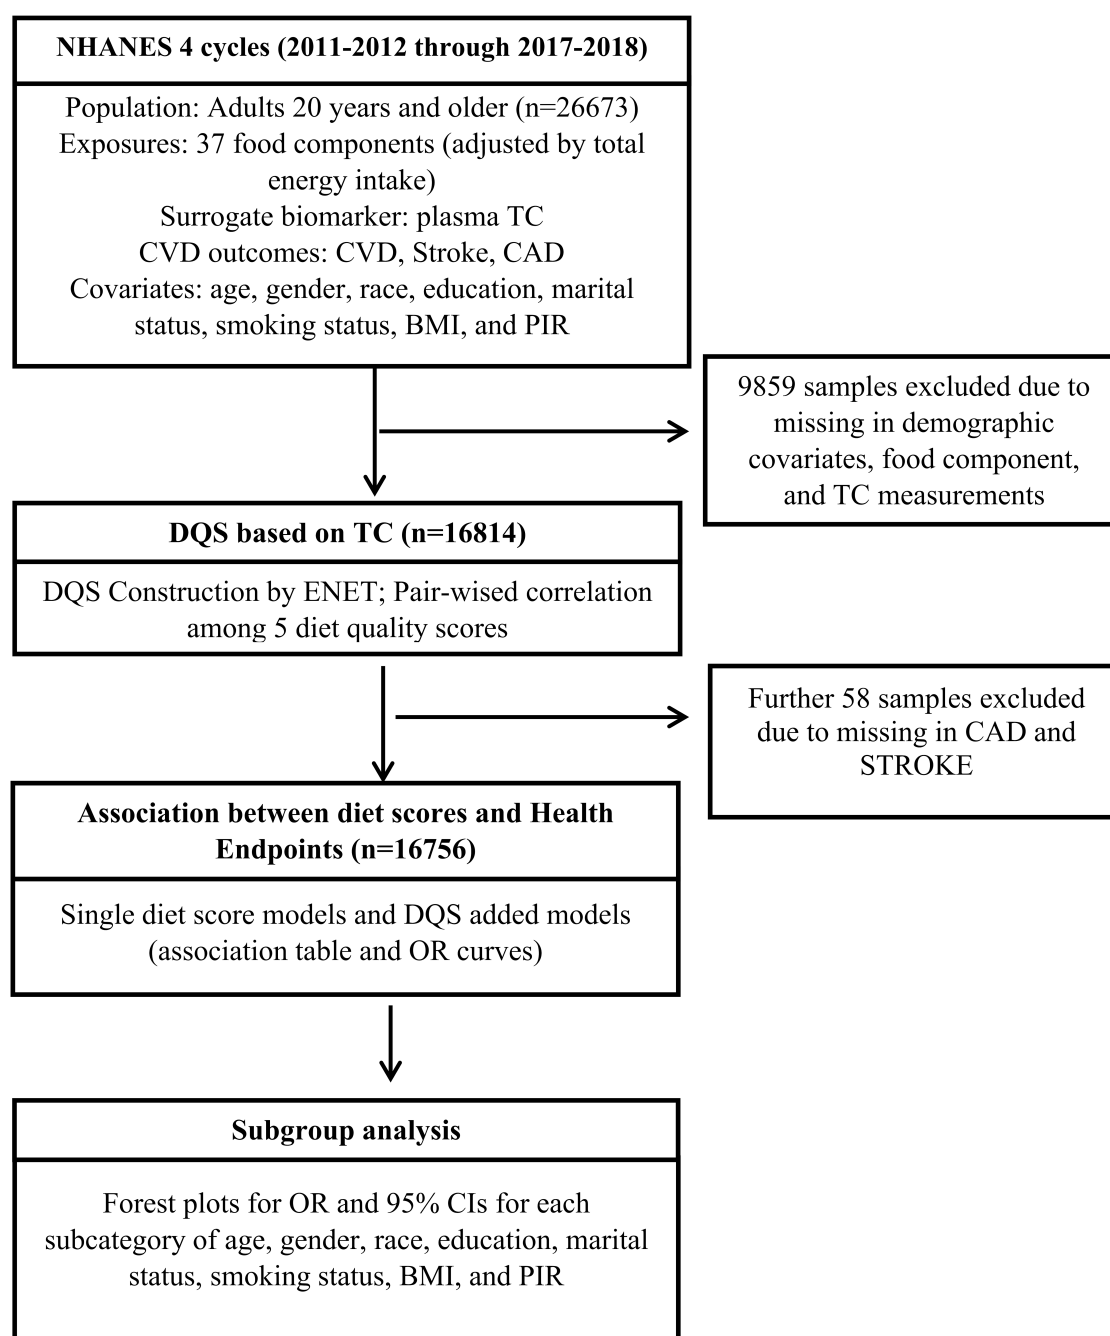 NHANES 4 cycles (2011-2012 through 2017-2018)
Population: Adults 20 years and older (n=26673)
Exposures: 37 food components (adjusted by total
energy intake)
Surrogate biomarker: plasma TC
CVD outcomes: CVD, Stroke, CAD
Covariates: age, gender, race, education, marital
status, smoking status, BMI, and PIR
9859 samples excluded due to
missing in demographic
covariates, food component,
and TC measurements
DQS based on TC (n=16814)
DQS Construction by ENET; Pair-wised correlation
among 5 diet quality scores
Further 58 samples excluded
due to missing in CAD and
STROKE
Association between diet scores and Health
Endpoints (n=16756)
Single diet score models and DQS added models
(association table and OR curves)
Subgroup analysis
Forest plots for OR and 95% CIs for each
subcategory of age, gender, race, education, marital
status, smoking status, BMI, and PIR